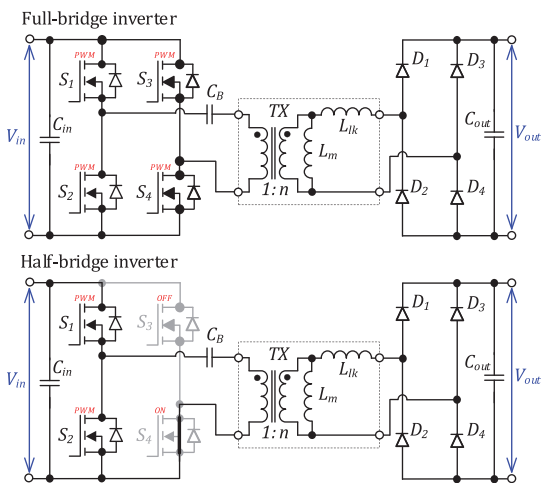 Full-bridge inverter
PWM
PWM
S1
S3
Cin
CB
TX
Vin
PWM
PWM
S2
S4
1:n
Lm
Llk
D1
D3
Cout
Vout
D2
D4
Half-bridge inverter
PWM
OFF
S1
S3
Cin
CB
TX
Vin
PWM
ON
S2
S4
1:n
Lm
Llk
D1
D3
Cout
Vout
D2
D4